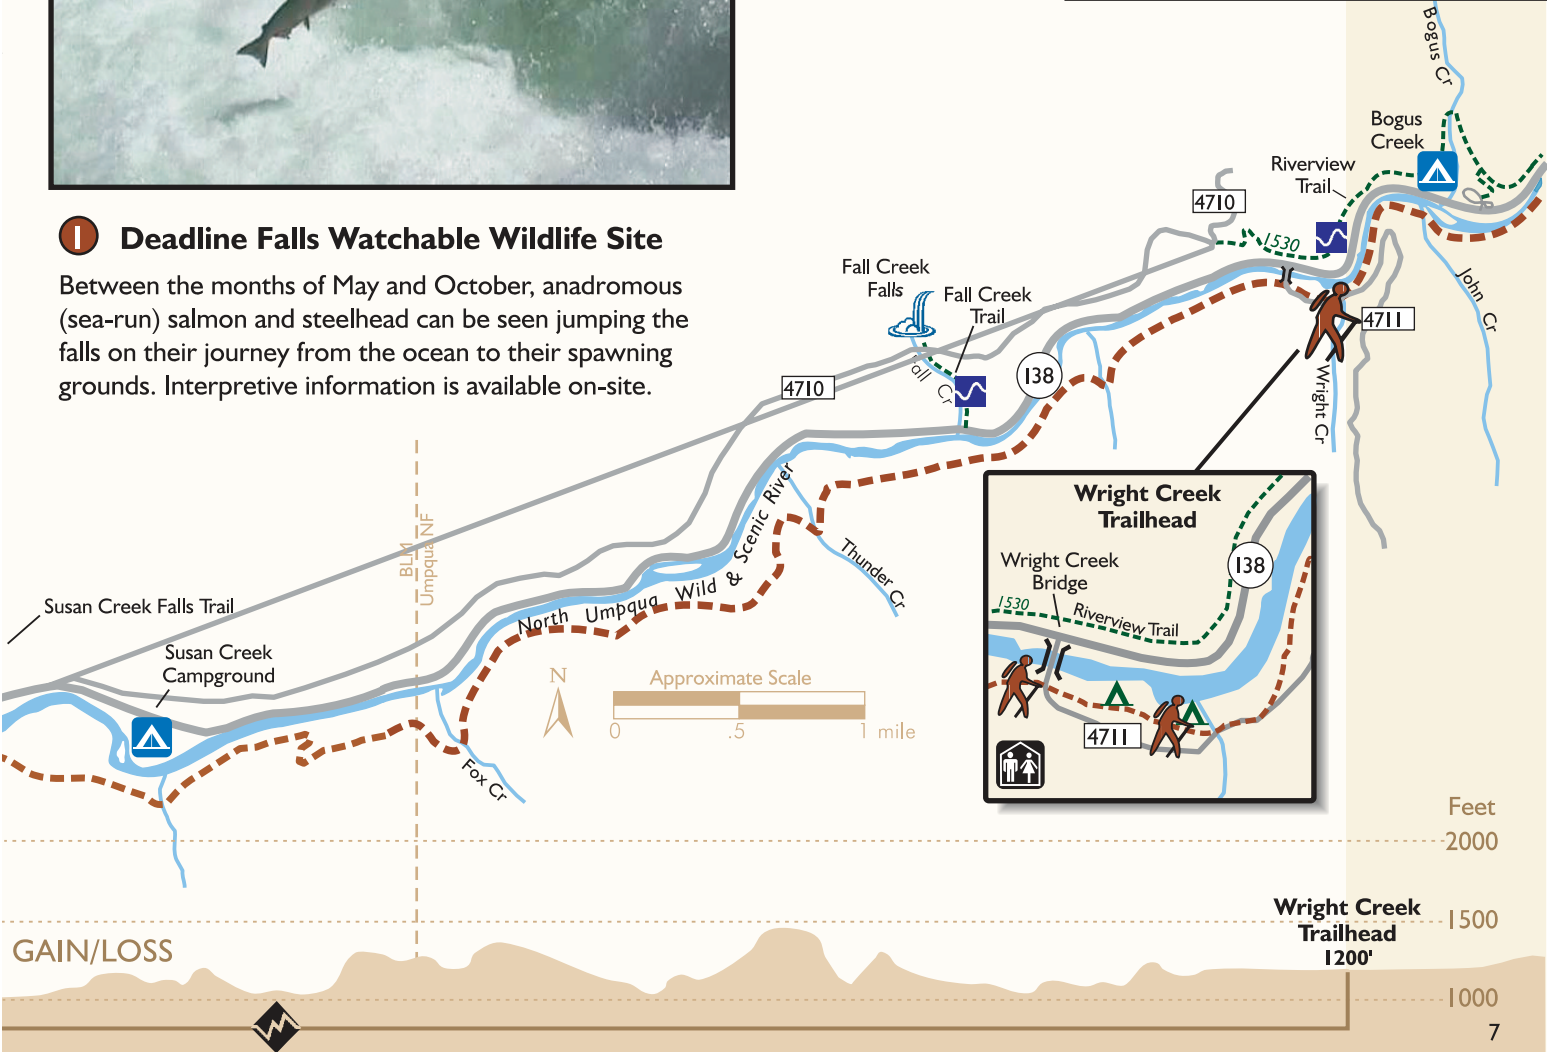 1 Deadline Falls Watchable Wildlife Site
Between the months of May and October, anadromous
(sea-run) salmon and steelhead can be seen jumping the
falls on their journey from the ocean to their spawning
grounds. Interpretive information is available on-site.
Bogus Cr
Bogus
Creek
Riverview
Trail
4710
1530
John Cr
4711
Wright Cr
Fall Creek
Falls
Fall Creek
Trail
Fall Cr
138
4710
North Umpqua Wild & Scenic River
Thunder Cr
BLM
Umpqua NF
Susan Creek Falls Trail
Susan Creek
Campground
Fox Cr
N
Approximate Scale
0 .5 1 mile
Wright Creek
Trailhead
Wright Creek
Bridge
138
1530
Riverview Trail
4711
Feet
2000
1500
1000
Wright Creek
Trailhead
1200'
GAIN/LOSS
7